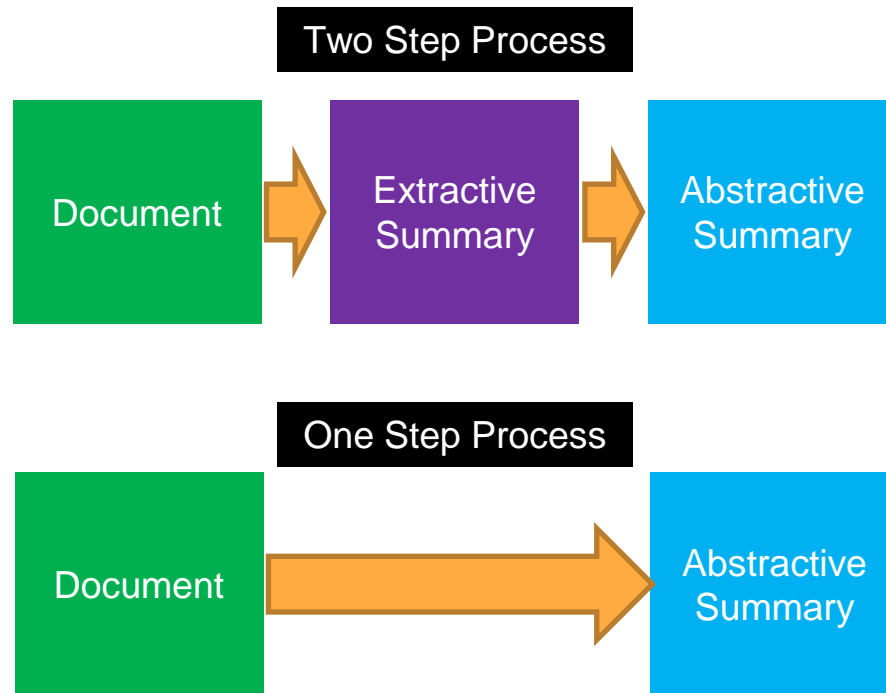 Two Step Process
Document
Extractive
Summary
Abstractive
Summary
One Step Process
Document
Abstractive
Summary